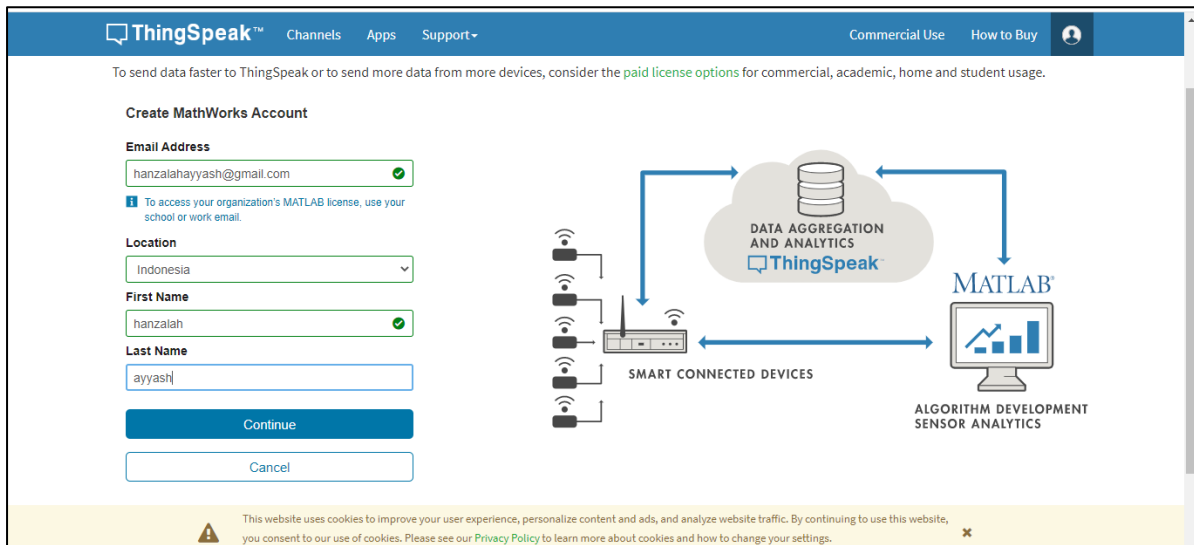 ThingSpeak™ Channels Apps Support Commercial Use How to Buy
To send data faster to ThingSpeak or to send more data from more devices, consider the paid license options for commercial, academic, home and student usage.
Create MathWorks Account
Email Address
hanzalahayyash@gmail.com
To access your organization's MATLAB license, use your
school or work email.
Location
Indonesia
First Name
hanzalah
Last Name
ayyash
Continue
Cancel
DATA AGGREGATION
AND ANALYTICS
ThingSpeak™
SMART CONNECTED DEVICES
MATLAB®
ALGORITHM DEVELOPMENT
SENSOR ANALYTICS
This website uses cookies to improve your user experience, personalize content and ads, and analyze website traffic. By continuing to use this website,
you consent to our use of cookies. Please see our Privacy Policy to learn more about cookies and how to change your settings.